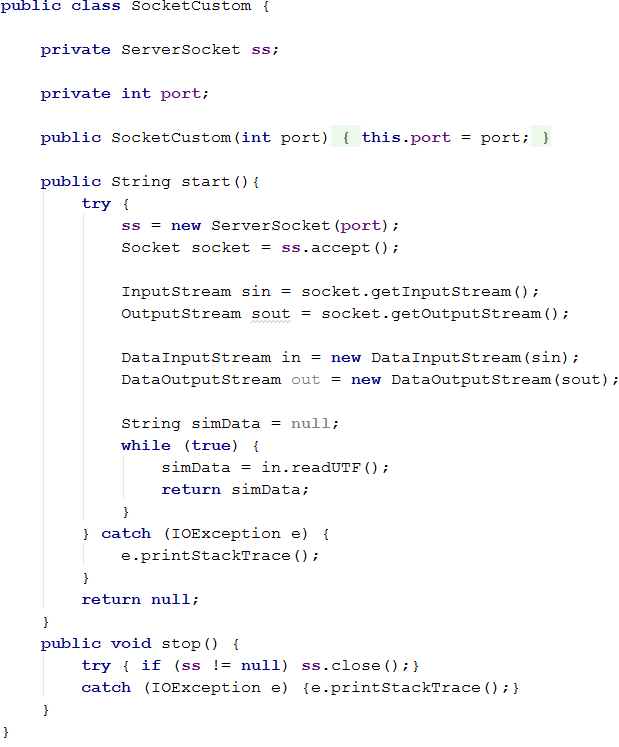 public class SocketCustom {
private ServerSocket ss;
private int port;
public SocketCustom(int port) { this.port = port; }
public String start(){
try {
ss = new ServerSocket(port);
Socket socket = ss.accept();
InputStream sin = socket.getInputStream();
OutputStream sout = socket.getOutputStream();
DataInputStream in = new DataInputStream(sin);
DataOutputStream out = new DataOutputStream(sout);
String simData = null;
while (true) {
simData = in.readUTF();
return simData;
}
} catch (IOException e) {
e.printStackTrace();
}
return null;
}
public void stop() {
try { if (ss != null) ss.close();}
catch (IOException e) {e.printStackTrace();}
}
}